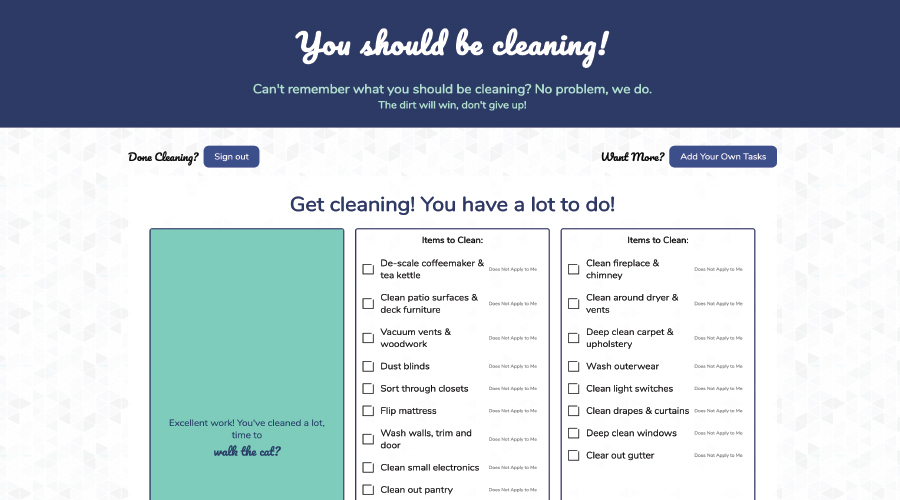 You should be cleaning!
Can't remember what you should be cleaning? No problem, we do.
The dirt will win, don't give up!
Done Cleaning? Sign out
Want More? Add Your Own Tasks
Get cleaning! You have a lot to do!
Excellent work! You've cleaned a lot,
time to
walk the cat?
Items to Clean:
De-scale coffeemaker &
tea kettle
Does Not Apply to Me
Clean patio surfaces &
deck furniture
Does Not Apply to Me
Vacuum vents &
woodwork
Does Not Apply to Me
Dust blinds Does Not Apply to Me
Sort through closets Does Not Apply to Me
Flip mattress Does Not Apply to Me
Wash walls, trim and
door
Does Not Apply to Me
Clean small electronics Does Not Apply to Me
Clean out pantry Does Not Apply to Me
Items to Clean:
Clean fireplace &
chimney
Does Not Apply to Me
Clean around dryer &
vents
Does Not Apply to Me
Deep clean carpet &
upholstery
Does Not Apply to Me
Wash outerwear Does Not Apply to Me
Clean light switches Does Not Apply to Me
Clean drapes & curtains Does Not Apply to Me
Deep clean windows Does Not Apply to Me
Clear out gutter Does Not Apply to Me